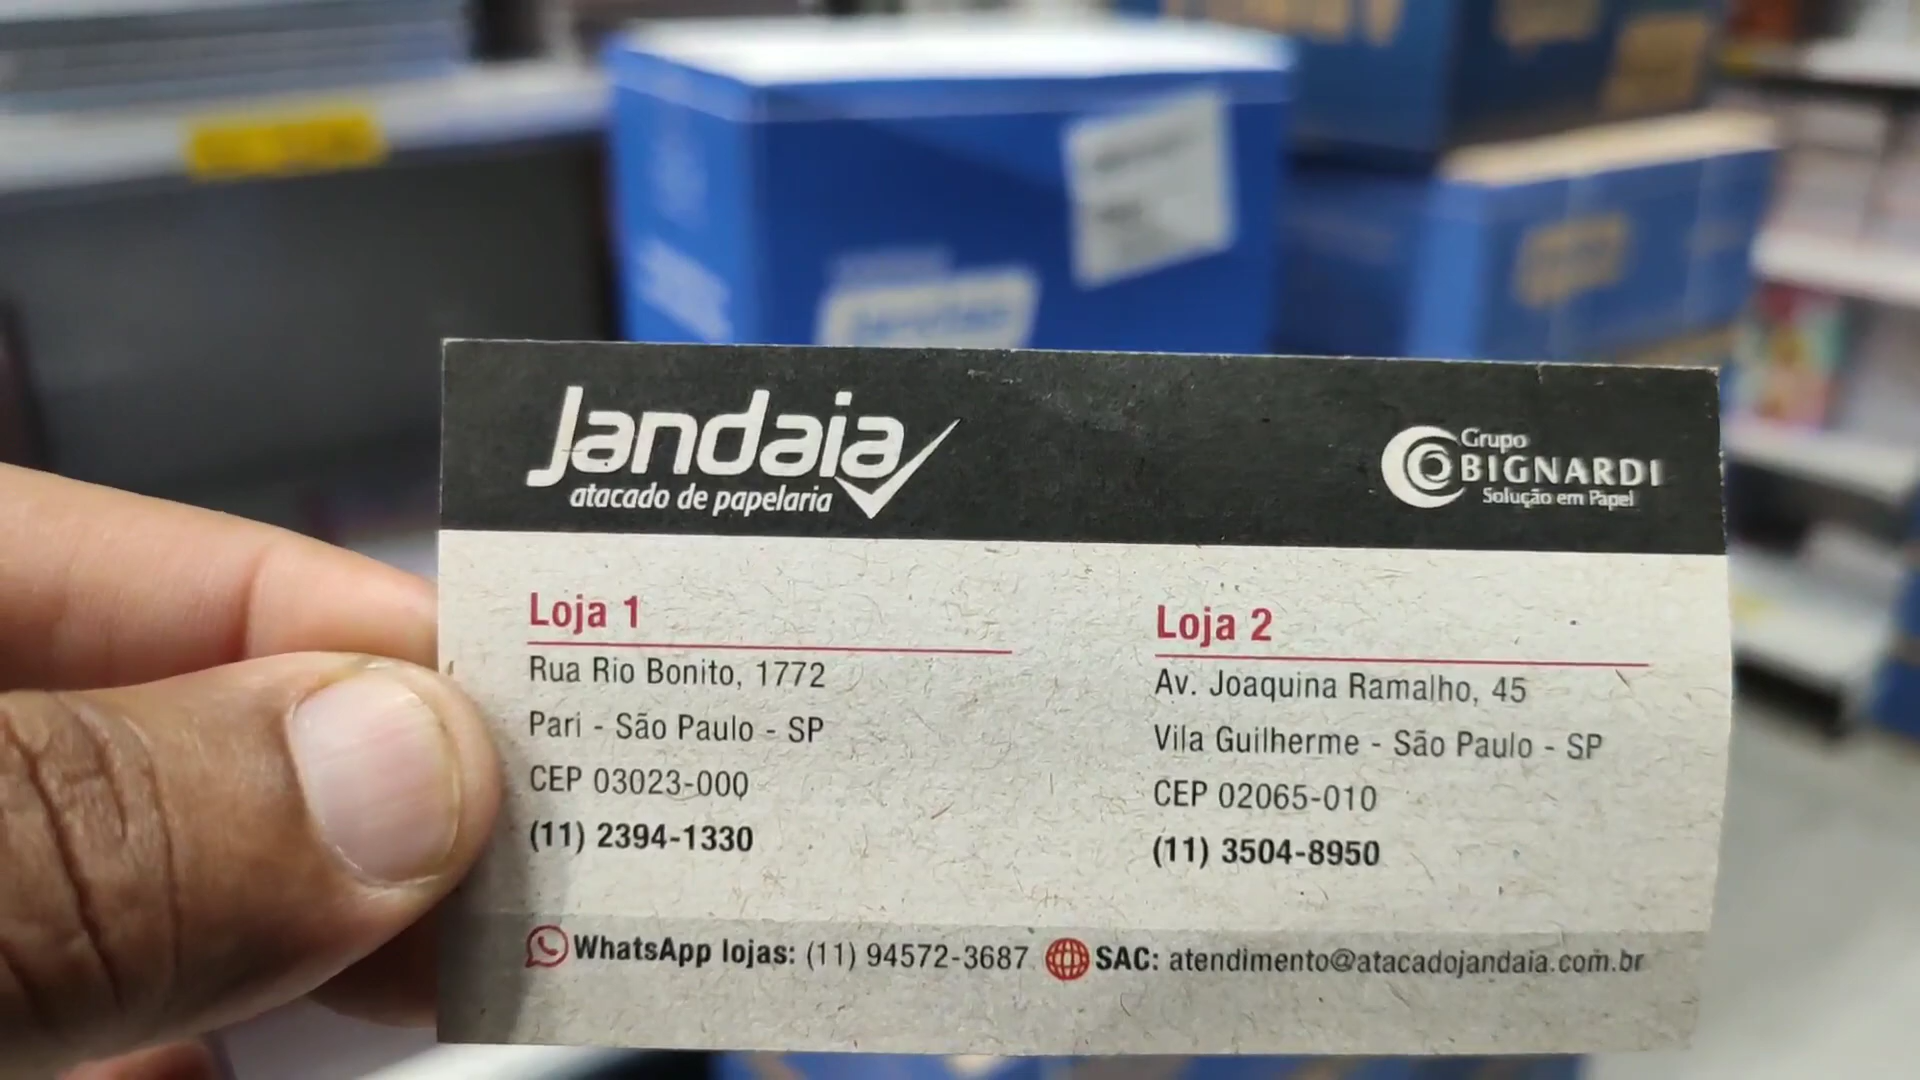 Jandaia
atacado de papelaria
Grupo
BIGNARDI
Solução em Papel
Loja 1
Rua Rio Bonito, 1772
Pari - São Paulo - SP
CEP 03023-000
(11) 2394-1330
Loja 2
Av. Joaquina Ramalho, 45
Vila Guilherme - São Paulo - SP
CEP 02065-010
(11) 3504-8950
WhatsApp lojas: (11) 94572-3687
SAC: atendimento@atacadojandaia.com.br